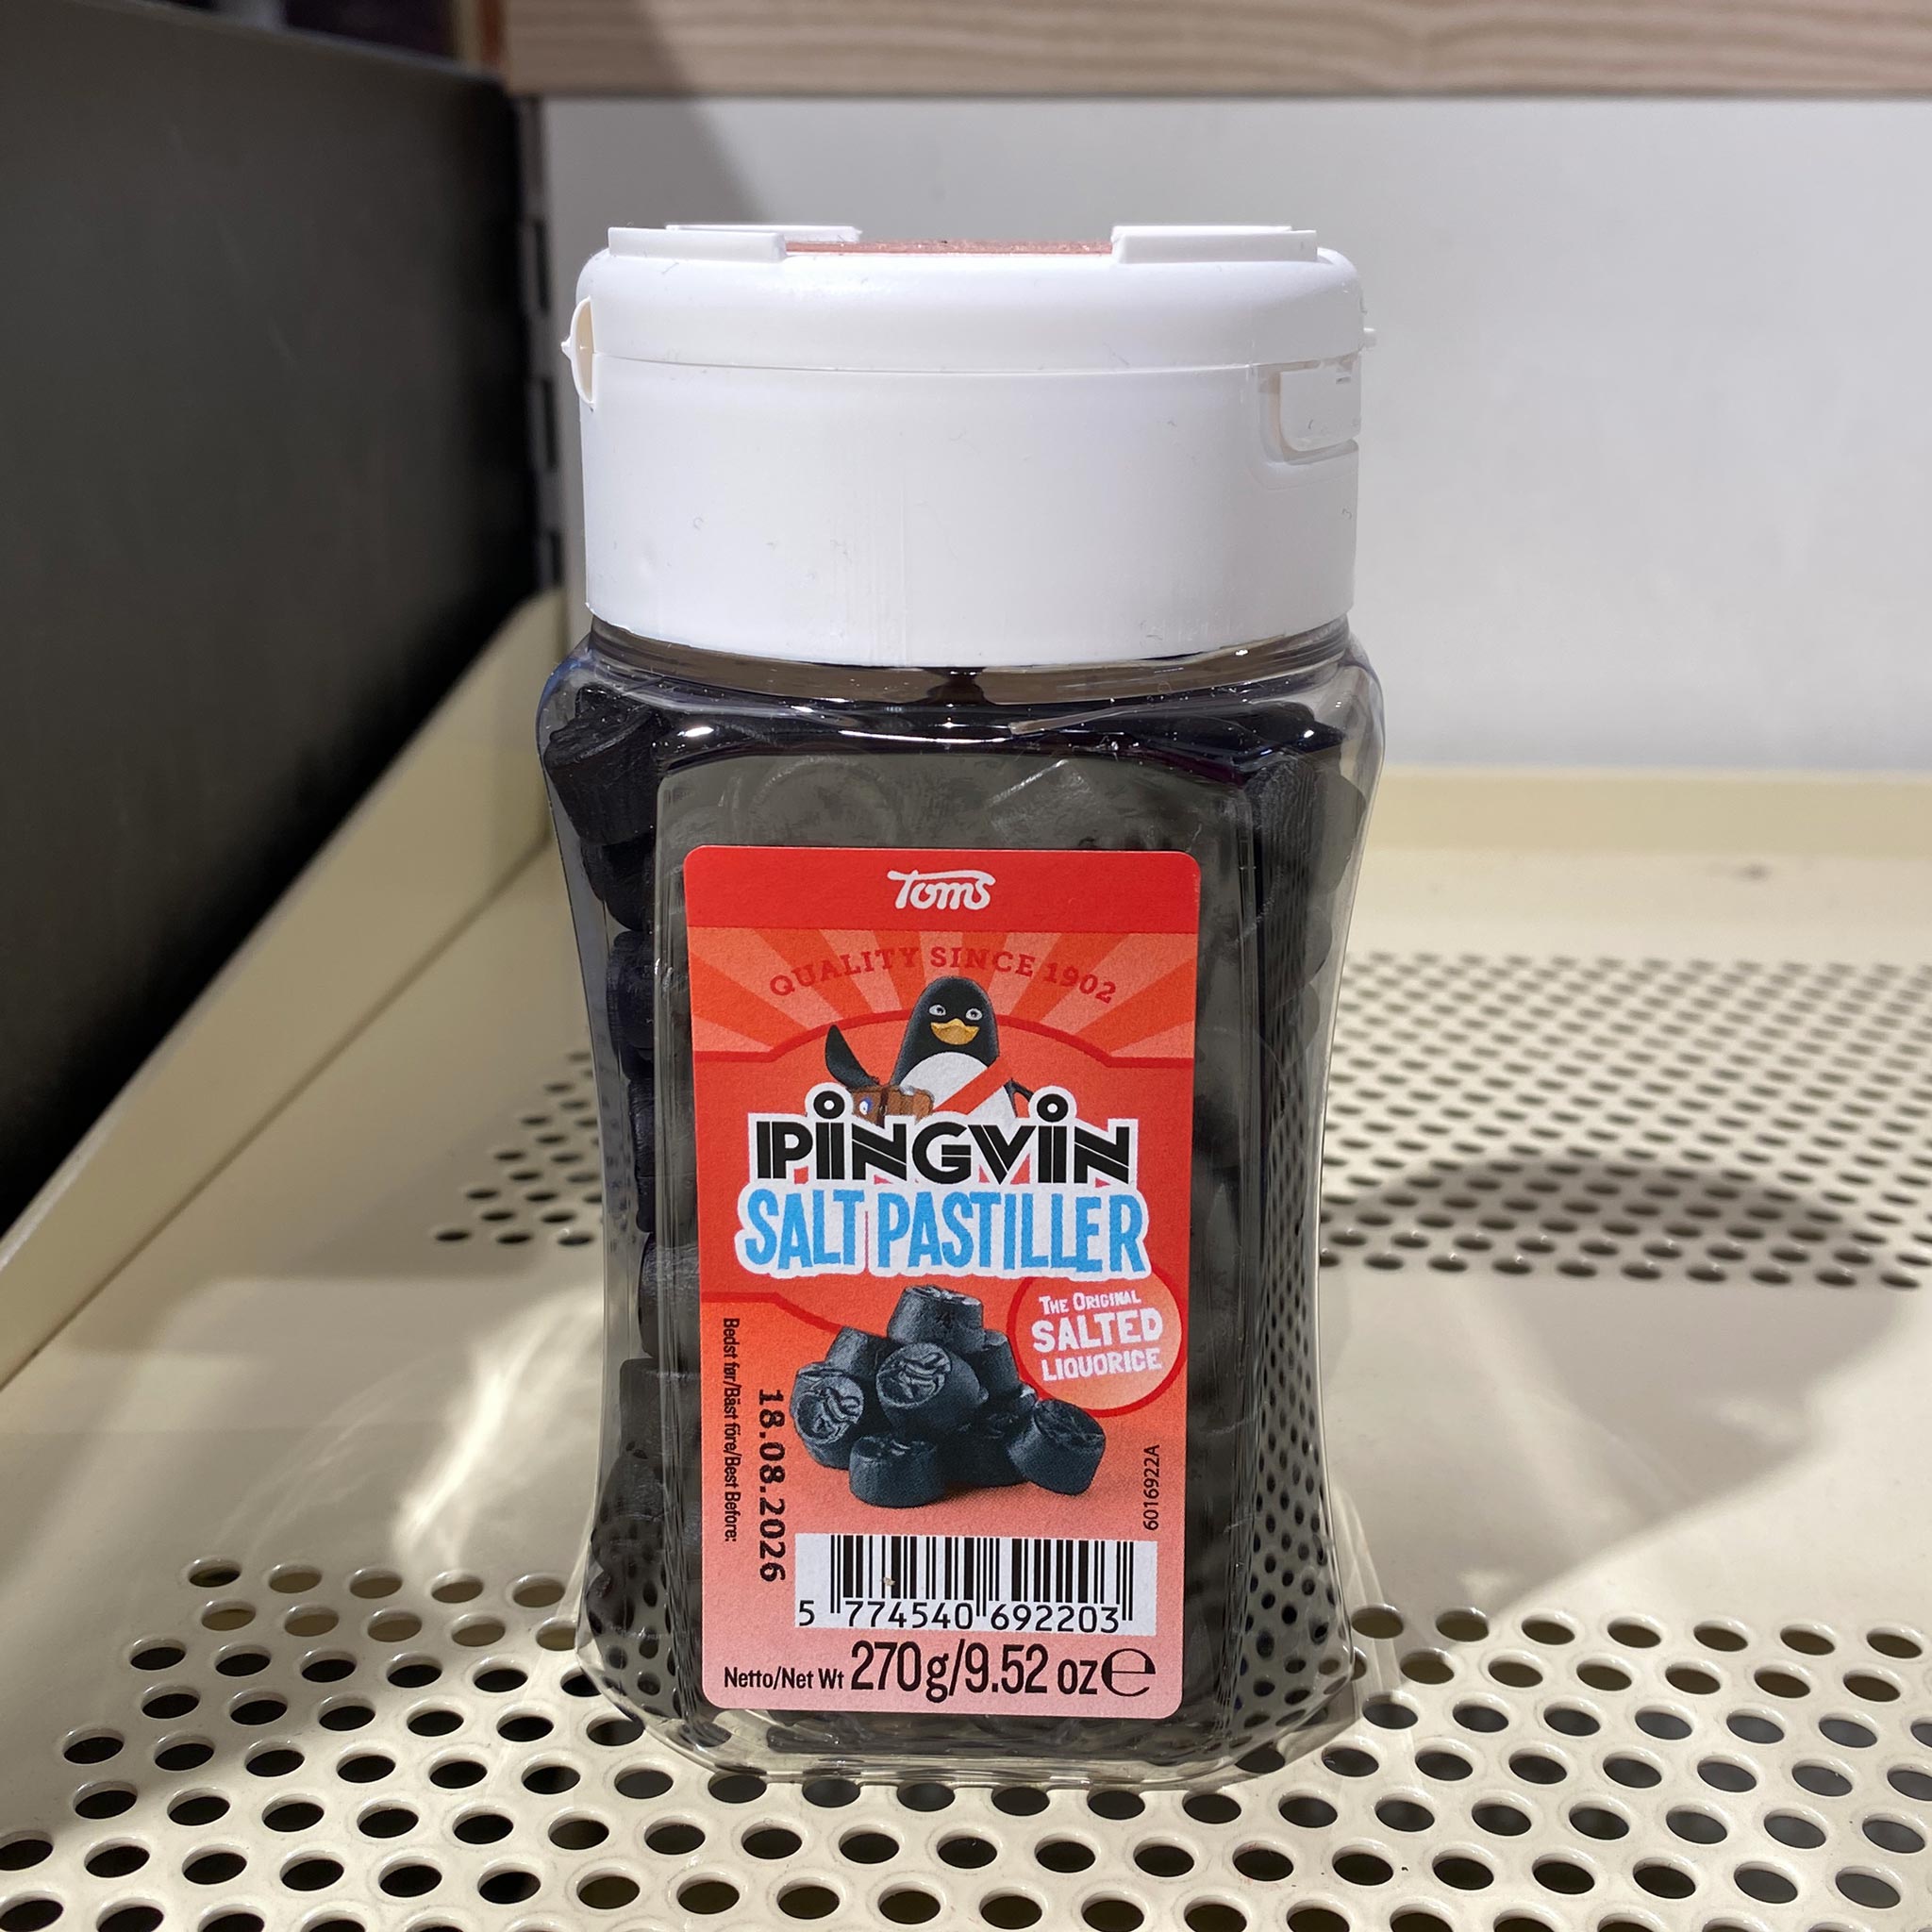 Toms
QUALITY SINCE 1902
PINGVIN
SALT PASTILLER
THE ORIGINAL
SALTED
LIQUORICE
Bedst før/Bäst före/Best Before:
18.08.2026
6016922A
5 774540 692203
Netto/Net Wt 270g/9.52 oz ℮